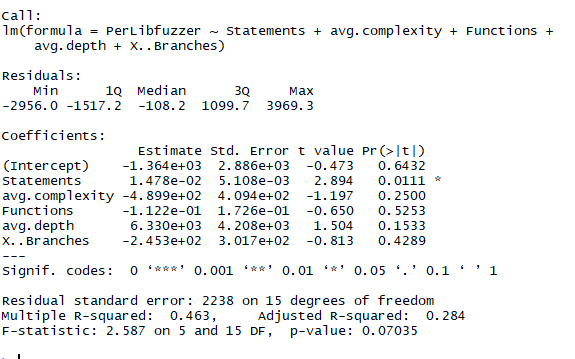 Call:
lm(formula = PerLibfuzzer ~ Statements + avg.complexity + Functions +
    avg.depth + X..Branches)
Residuals:
    Min      1Q  Median      3Q     Max
-2956.0 -1517.2  -108.2  1099.7  3969.3
Coefficients:
                 Estimate Std. Error t value Pr(>|t|)
(Intercept)    -1.364e+03  2.886e+03  -0.473   0.6432
Statements      1.478e-02  5.108e-03   2.894   0.0111 *
avg.complexity -4.899e+02  4.094e+02  -1.197   0.2500
Functions      -1.122e-01  1.726e-01  -0.650   0.5253
avg.depth       6.330e+03  4.208e+03   1.504   0.1533
X..Branches    -2.453e+02  3.017e+02  -0.813   0.4289
---
Signif. codes:  0 ‘***’ 0.001 ‘**’ 0.01 ‘*’ 0.05 ‘.’ 0.1 ‘ ’ 1
Residual standard error: 2238 on 15 degrees of freedom
Multiple R-squared:  0.463,     Adjusted R-squared:  0.284
F-statistic: 2.587 on 5 and 15 DF,  p-value: 0.07035